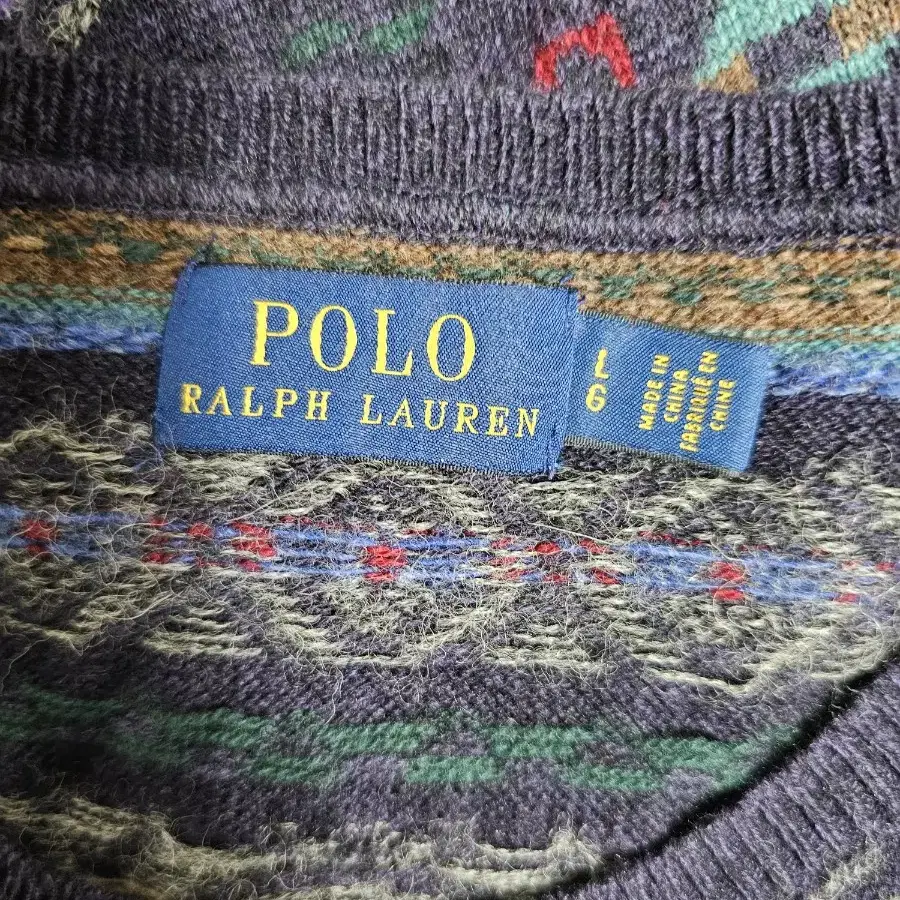 POLO
RALPH LAUREN
L
G
MADE IN
CHINA
FABRIQUÉ EN
CHINE